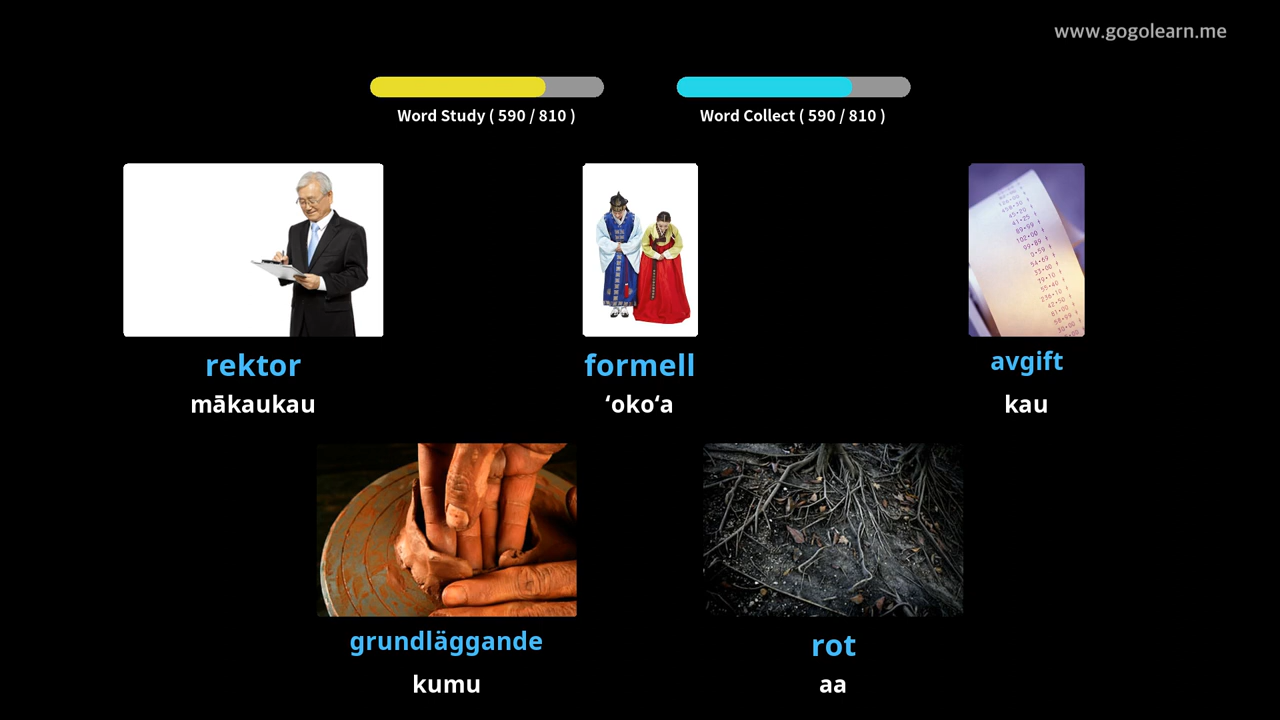 www.gogolearn.me
Word Study ( 590 / 810 )
Word Collect ( 590 / 810 )
rektor
mākaukau
formell
ʻokoʻa
avgift
kau
grundläggande
kumu
rot
aa